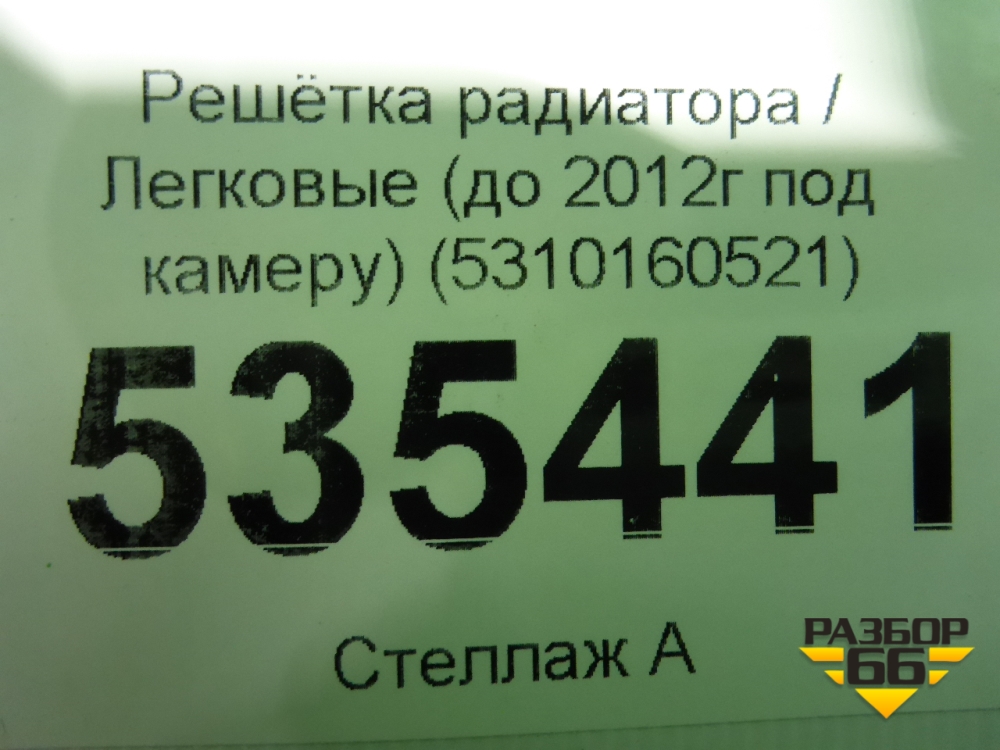 Решётка радиатора /
Легковые (до 2012г под
камеру) (5310160521)
535441
Стеллаж А
РАЗБОР
66